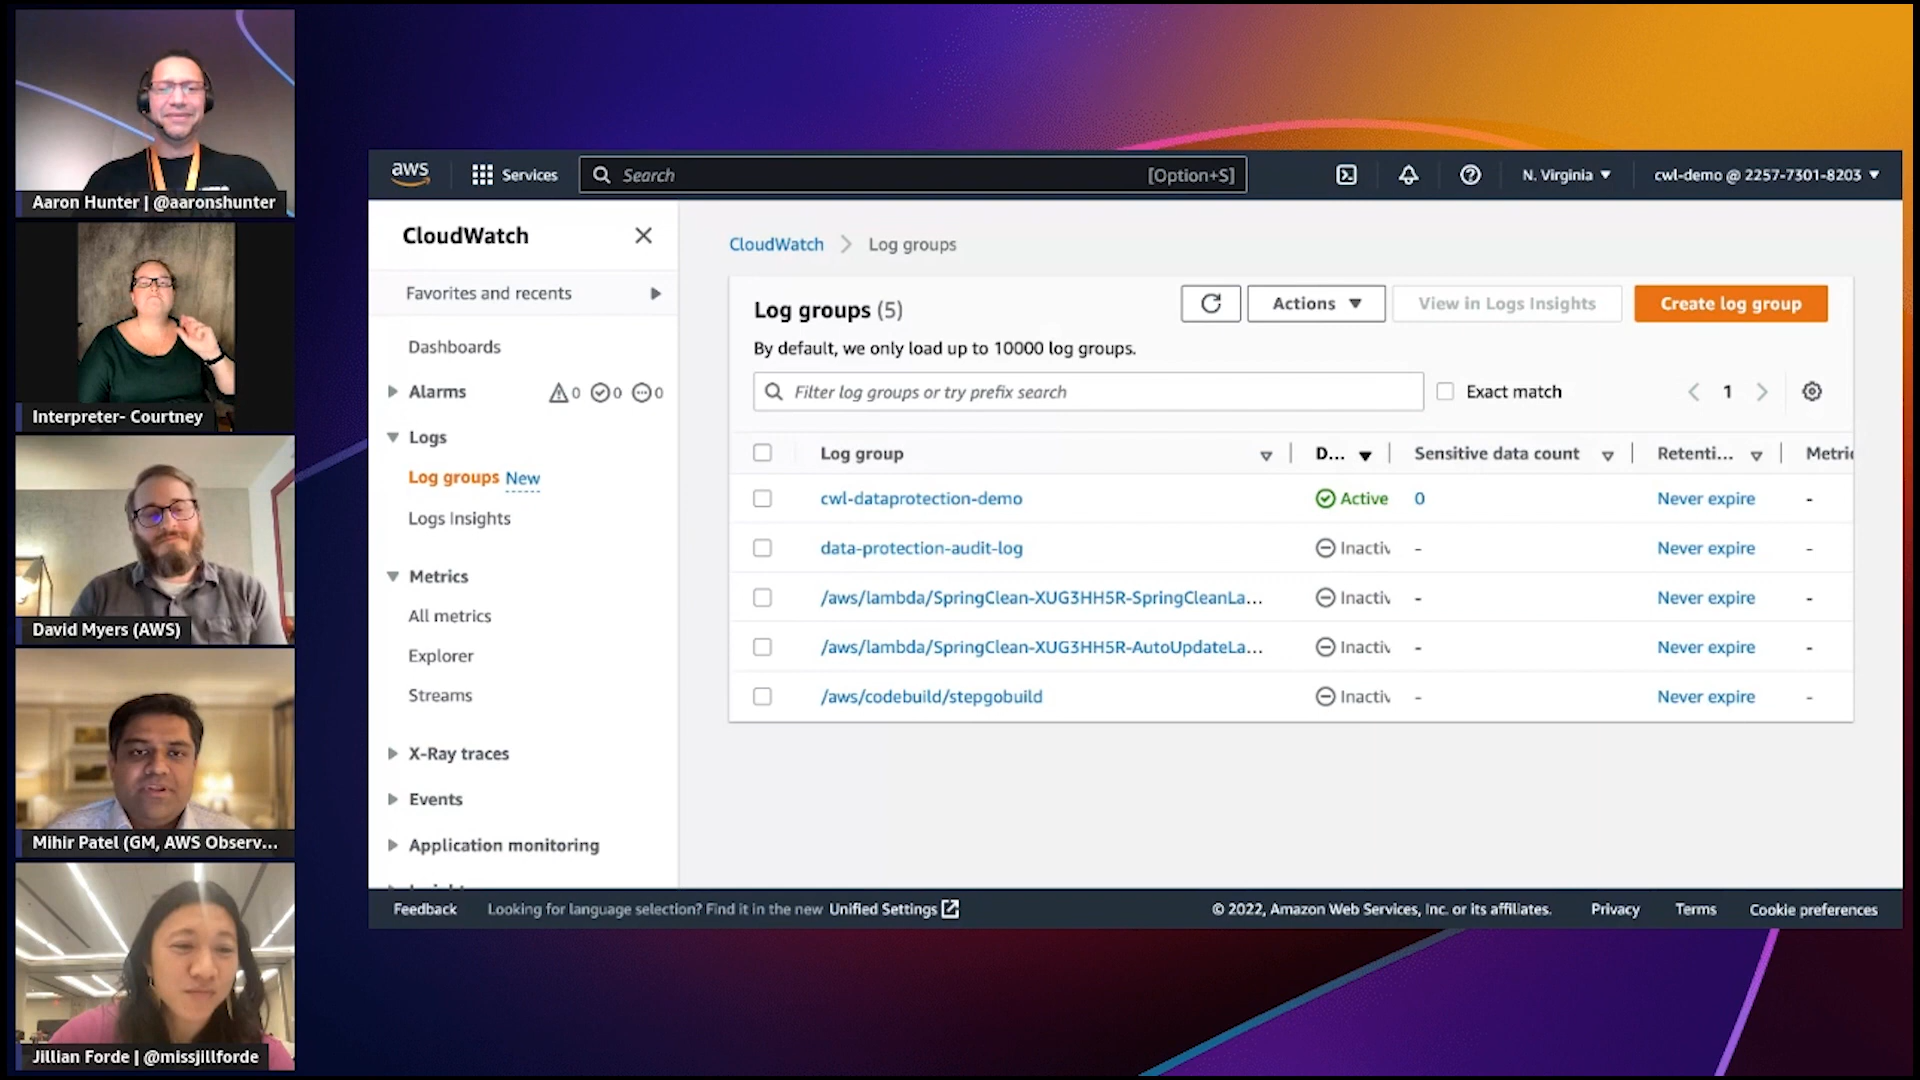 Aaron Hunter | @aaronshunter
Interpreter- Courtney
David Myers (AWS)
Mihir Patel (GM, AWS Observ...
Jillian Forde | @missjillforde
aws
Services
Search
[Option+S]
N. Virginia
cwl-demo @ 2257-7301-8203
CloudWatch
Favorites and recents
Dashboards
Alarms 0 0 0
Logs
Log groups New
Logs Insights
Metrics
All metrics
Explorer
Streams
X-Ray traces
Events
Application monitoring
CloudWatch > Log groups
Log groups (5)
Actions
View in Logs Insights
Create log group
By default, we only load up to 10000 log groups.
Filter log groups or try prefix search
Exact match
1
Log group D... Sensitive data count Retenti... Metric
cwl-dataprotection-demo Active 0 Never expire -
data-protection-audit-log Inactiv - Never expire -
/aws/lambda/SpringClean-XUG3HH5R-SpringCleanLa... Inactiv - Never expire -
/aws/lambda/SpringClean-XUG3HH5R-AutoUpdateLa... Inactiv - Never expire -
/aws/codebuild/stepgobuild Inactiv - Never expire -
Feedback
Looking for language selection? Find it in the new Unified Settings
© 2022, Amazon Web Services, Inc. or its affiliates.
Privacy
Terms
Cookie preferences